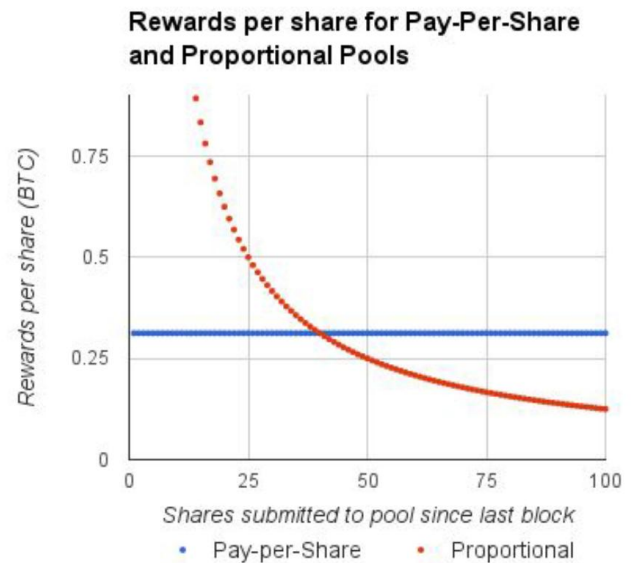 Rewards per share for Pay-Per-Share
and Proportional Pools
Rewards per share (BTC)
0.75
0.5
0.25
0
0 25 50 75 100
Shares submitted to pool since last block
Pay-per-Share Proportional